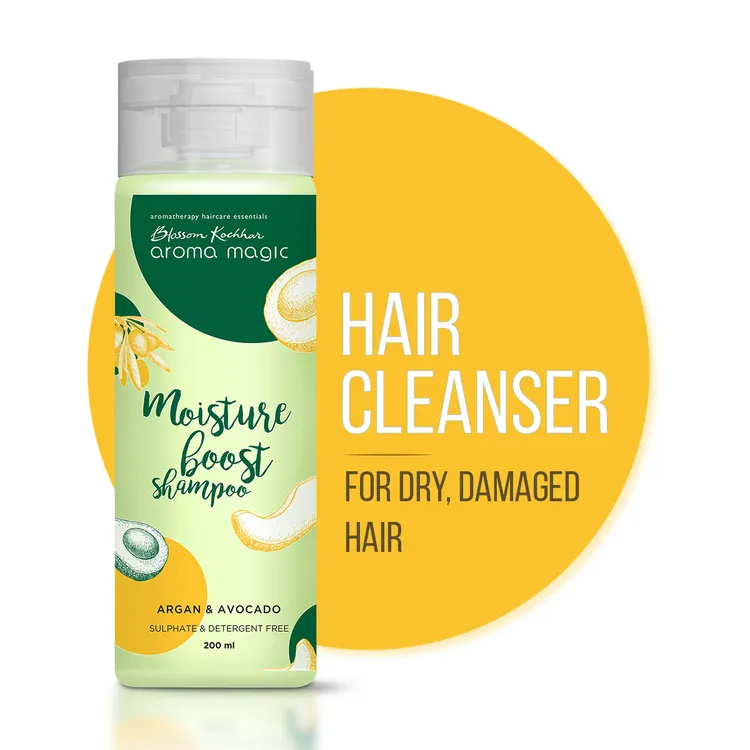 aromatherapy haircare essentials
Blossom Kochhar
aroma magic
Moisture
boost
shampoo
ARGAN & AVOCADO
SULPHATE & DETERGENT FREE
200 ml
HAIR
CLEANSER
FOR DRY, DAMAGED
HAIR